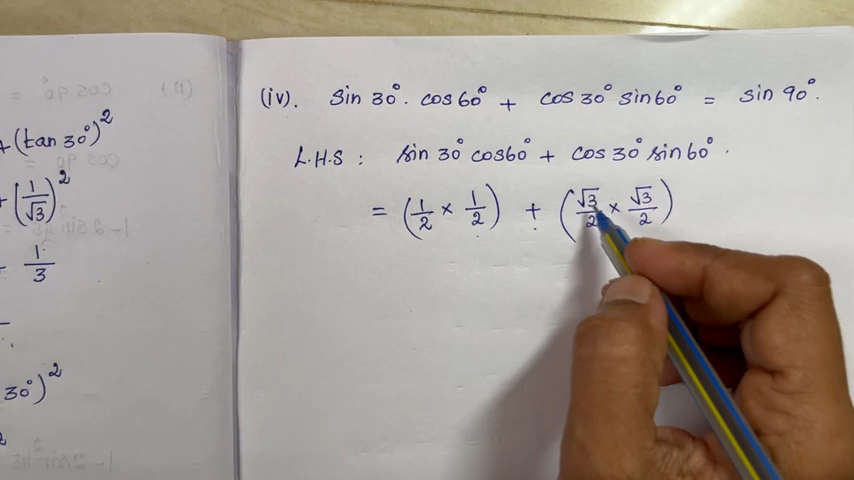 +(tan 30°)²
+(1/√3)²
1/3
30°)²
2
(iv). sin 30°. cos 60° + cos 30° sin 60° = sin 90°.
L.H.S : sin 30° cos 60° + cos 30° sin 60°.
= (1/2 × 1/2) + (√3/2 × √3/2)